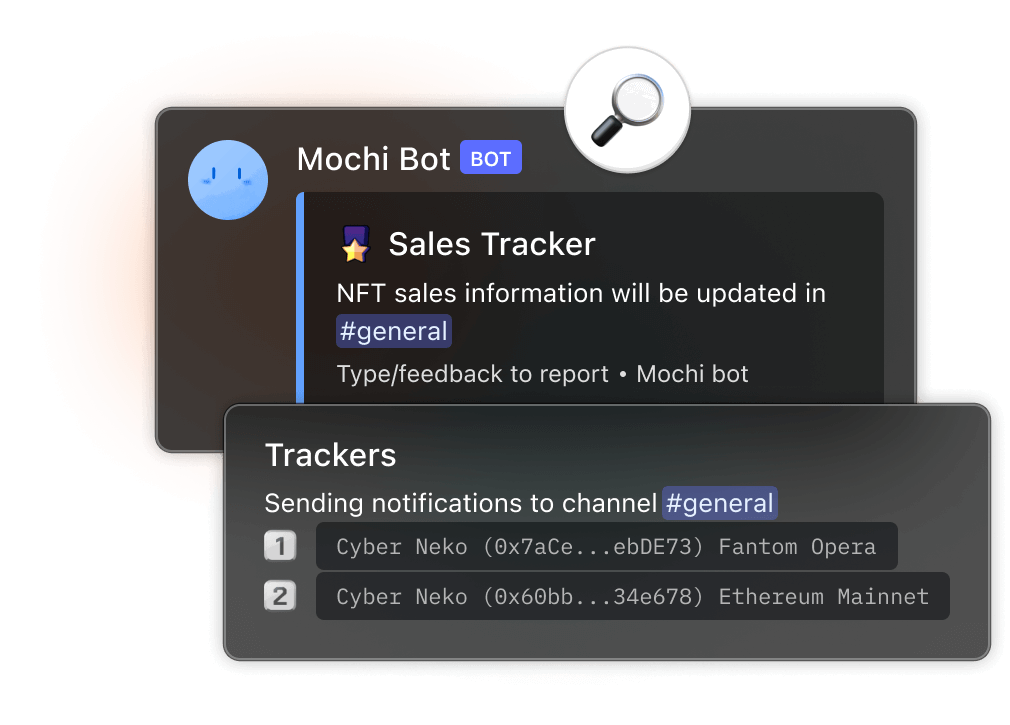 Mochi Bot BOT
Sales Tracker
NFT sales information will be updated in
#general
Type/feedback to report • Mochi bot
Trackers
Sending notifications to channel #general
1 Cyber Neko (0x7aCe...ebDE73) Fantom Opera
2 Cyber Neko (0x60bb...34e678) Ethereum Mainnet